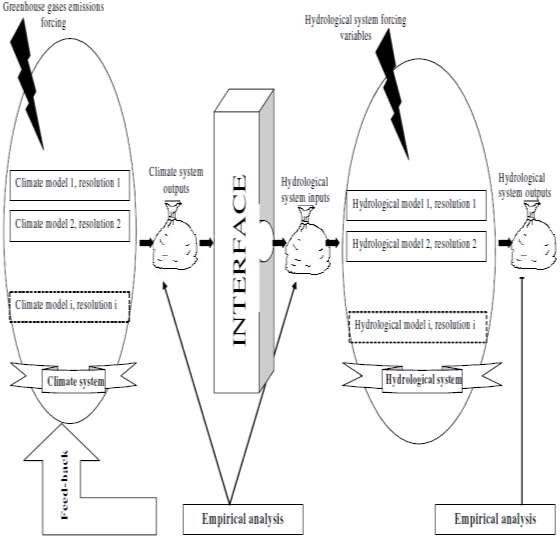 Greenhouse gases emissions
forcing
Hydrological system forcing
variables
Climate system
outputs
Hydrological
system inputs
Hydrological
system outputs
Climate model 1, resolution 1
Climate model 2, resolution 2
Climate model i, resolution i
Climate system
INTERFACE
Hydrological model 1, resolution 1
Hydrological model 2, resolution 2
Hydrological model i, resolution i
Hydrological system
Feed-back
Empirical analysis
Empirical analysis